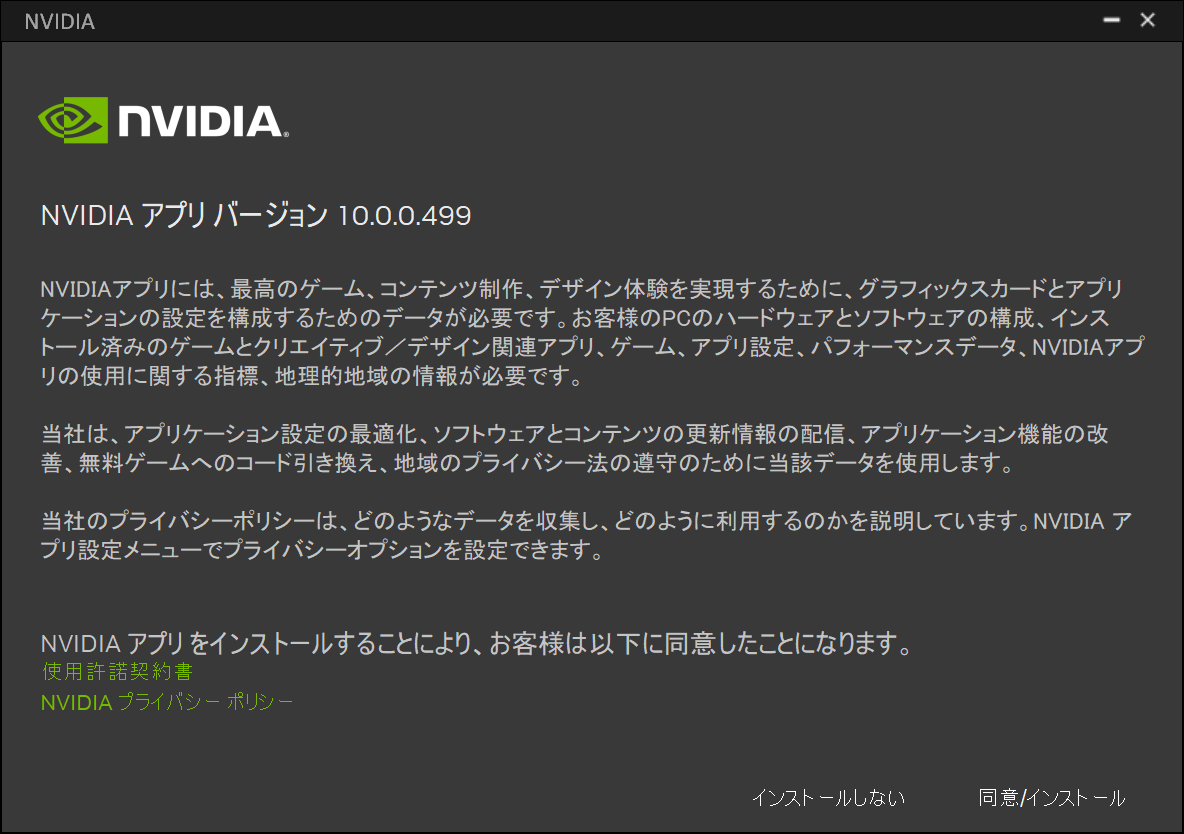 NVIDIA
NVIDIA
NVIDIA アプリ バージョン 10.0.0.499
NVIDIAアプリには、最高のゲーム、コンテンツ制作、デザイン体験を実現するために、グラフィックスカードとアプリ
ケーションの設定を構成するためのデータが必要です。お客様のPCのハードウェアとソフトウェアの構成、インス
トール済みのゲームとクリエイティブ／デザイン関連アプリ、ゲーム、アプリ設定、パフォーマンスデータ、NVIDIAアプ
リの使用に関する指標、地理的地域の情報が必要です。
当社は、アプリケーション設定の最適化、ソフトウェアとコンテンツの更新情報の配信、アプリケーション機能の改
善、無料ゲームへのコード引き換え、地域のプライバシー法の遵守のために当該データを使用します。
当社のプライバシーポリシーは、どのようなデータを収集し、どのように利用するのかを説明しています。NVIDIA ア
プリ設定メニューでプライバシーオプションを設定できます。
NVIDIA アプリ をインストールすることにより、お客様は以下に同意したことになります。
使用許諾契約書
NVIDIA プライバシー ポリシー
インストールしない 同意/インストール